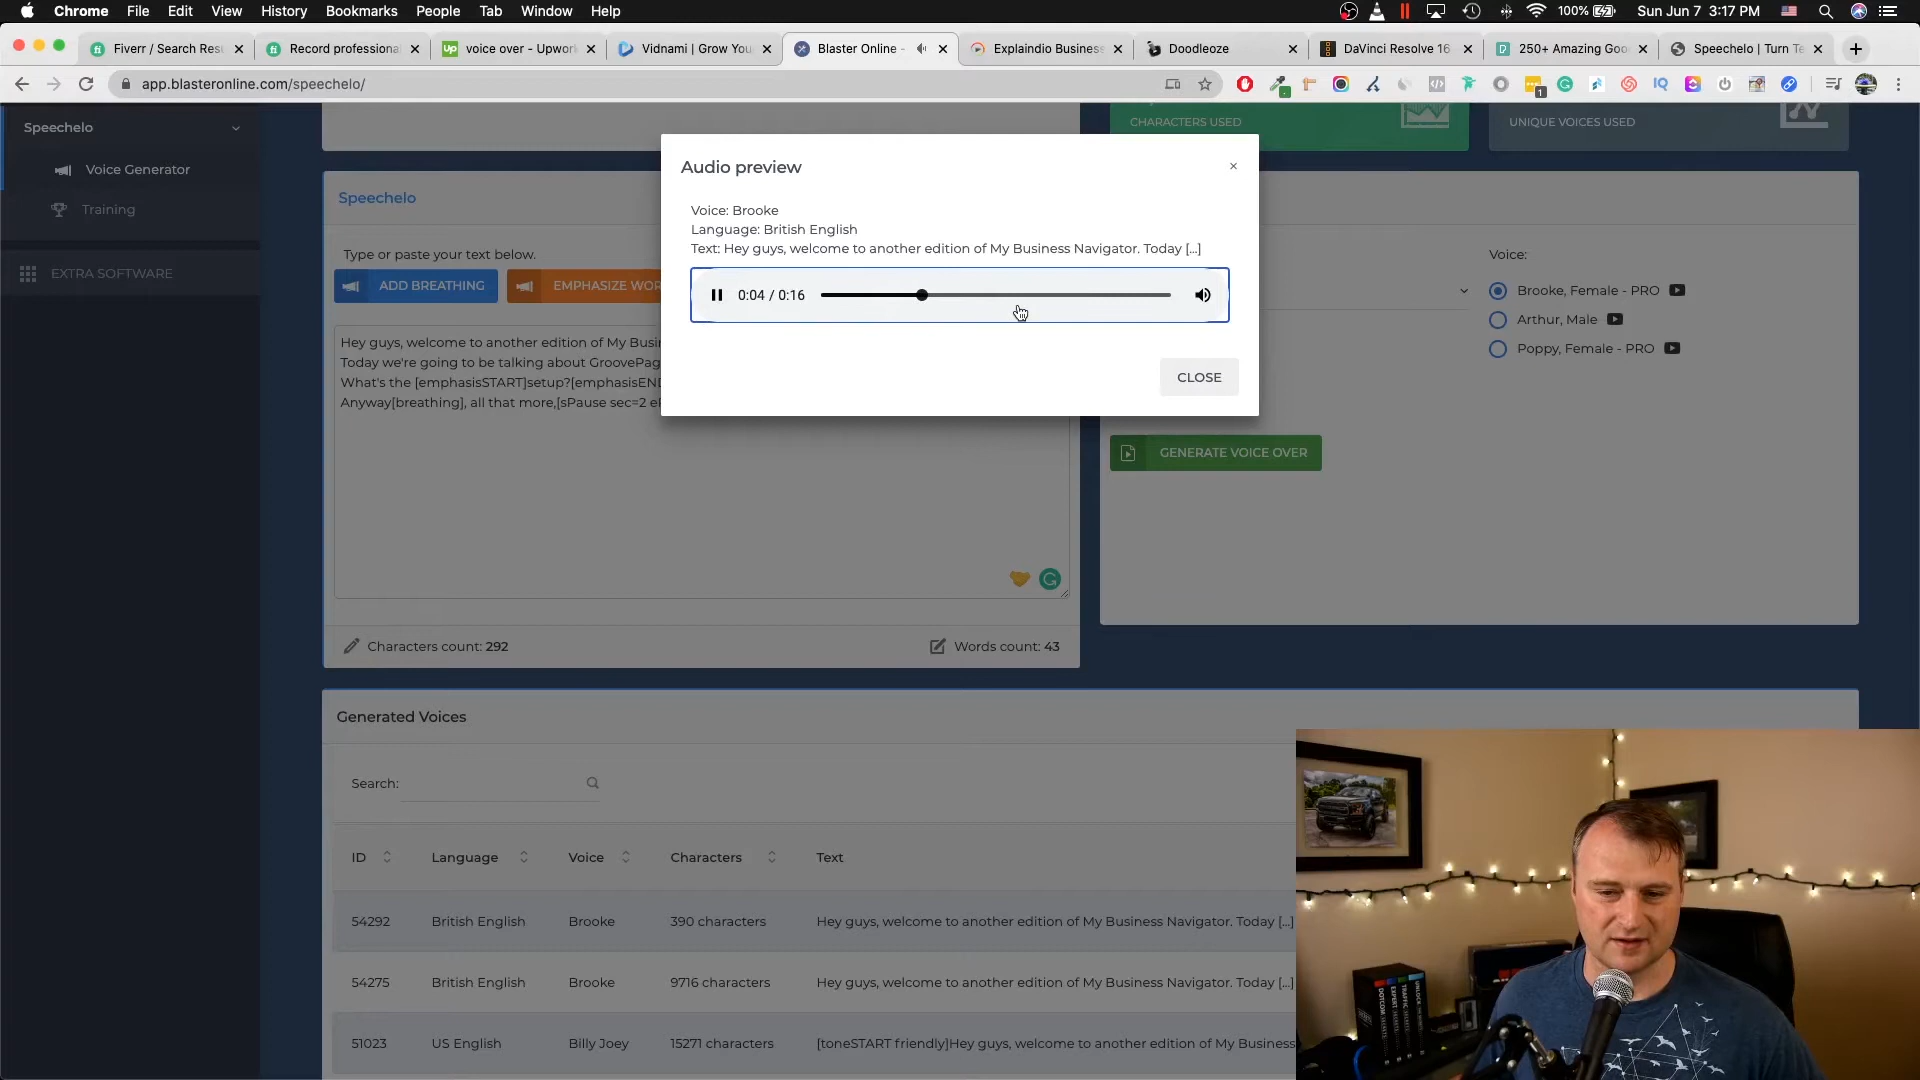 Chrome File Edit View History Bookmarks People Tab Window Help 100% Sun Jun 7 3:17 PM
Fiverr / Search Resu
Record professiona
voice over - Upwork
Vidnami | Grow You
Blaster Online -
Explaindio Business
Doodleoze
DaVinci Resolve 16
250+ Amazing Goo
Speechelo | Turn Te
app.blasteronline.com/speechelo/
1
Speechelo
Voice Generator
Training
EXTRA SOFTWARE
CHARACTERS USED
UNIQUE VOICES USED
Speechelo
Type or paste your text below.
ADD BREATHING
EMPHASIZE WOR
Hey guys, welcome to another edition of My Busi
Today we're going to be talking about GroovePag
What's the [emphasisSTART]setup?[emphasisEND
Anyway[breathing], all that more,[sPause sec=2 eP
Characters count: 292
Words count: 43
Audio preview
×
Voice: Brooke
Language: British English
Text: Hey guys, welcome to another edition of My Business Navigator. Today [...]
0:04 / 0:16
CLOSE
Voice:
Brooke, Female - PRO
Arthur, Male
Poppy, Female - PRO
GENERATE VOICE OVER
Generated Voices
Search:
ID Language Voice Characters Text
54292 British English Brooke 390 characters Hey guys, welcome to another edition of My Business Navigator. Today [...]
54275 British English Brooke 9716 characters Hey guys, welcome to another edition of My Business Navigator. Today [...]
51023 US English Billy Joey 15271 characters [toneSTART friendly]Hey guys, welcome to another edition of My Business
DOTCOM
EXPERT
TRAFFIC
UNLOCK